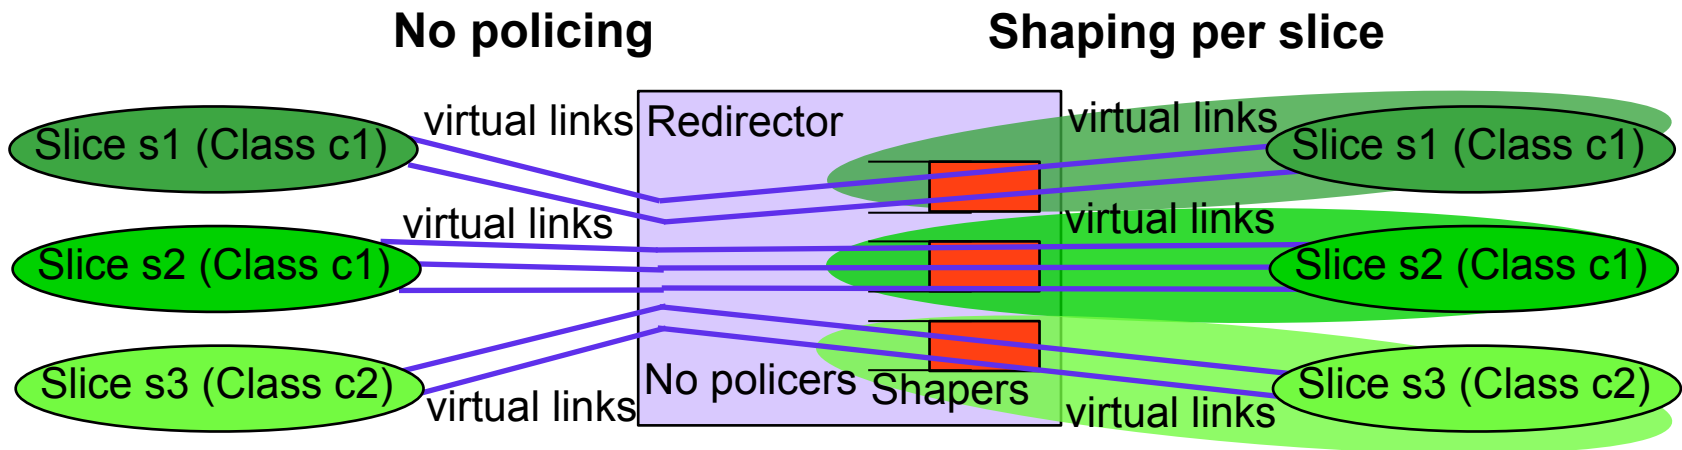 No policing
Shaping per slice
virtual links
Redirector
virtual links
Slice s1 (Class c1)
Slice s1 (Class c1)
virtual links
virtual links
Slice s2 (Class c1)
Slice s2 (Class c1)
Slice s3 (Class c2)
No policers
Shapers
Slice s3 (Class c2)
virtual links
virtual links